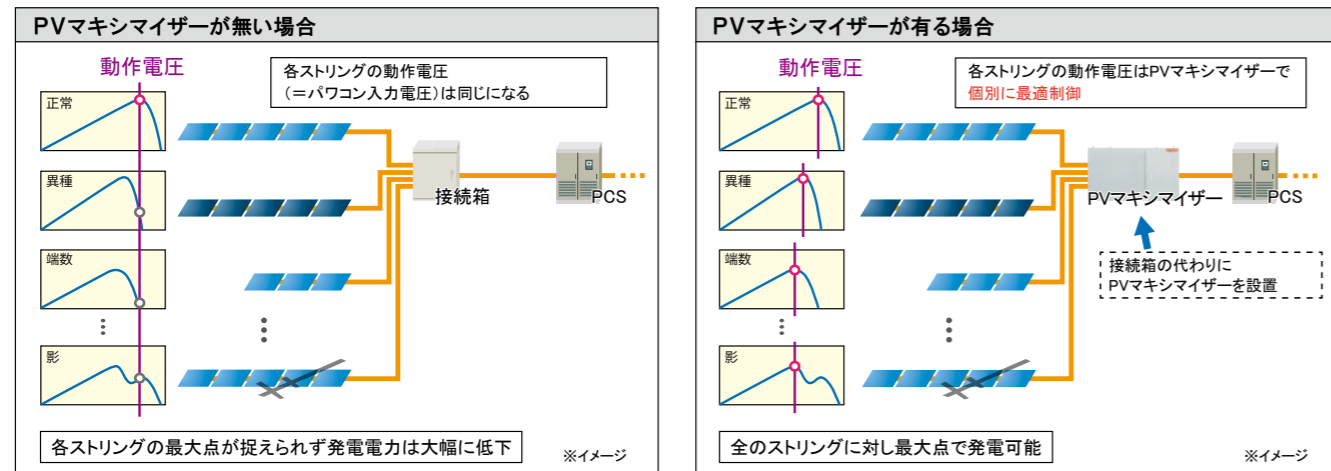 PVマキシマイザーが無い場合
動作電圧
各ストリングの動作電圧
(=パワコン入力電圧)は同じになる
正常
異種
端数
影
接続箱
PCS
各ストリングの最大点が捉えられず発電電力は大幅に低下
※イメージ
PVマキシマイザーが有る場合
動作電圧
各ストリングの動作電圧はPVマキシマイザーで
個別に最適制御
正常
異種
端数
影
PVマキシマイザー
PCS
接続箱の代わりに
PVマキシマイザーを設置
全のストリングに対し最大点で発電可能
※イメージ